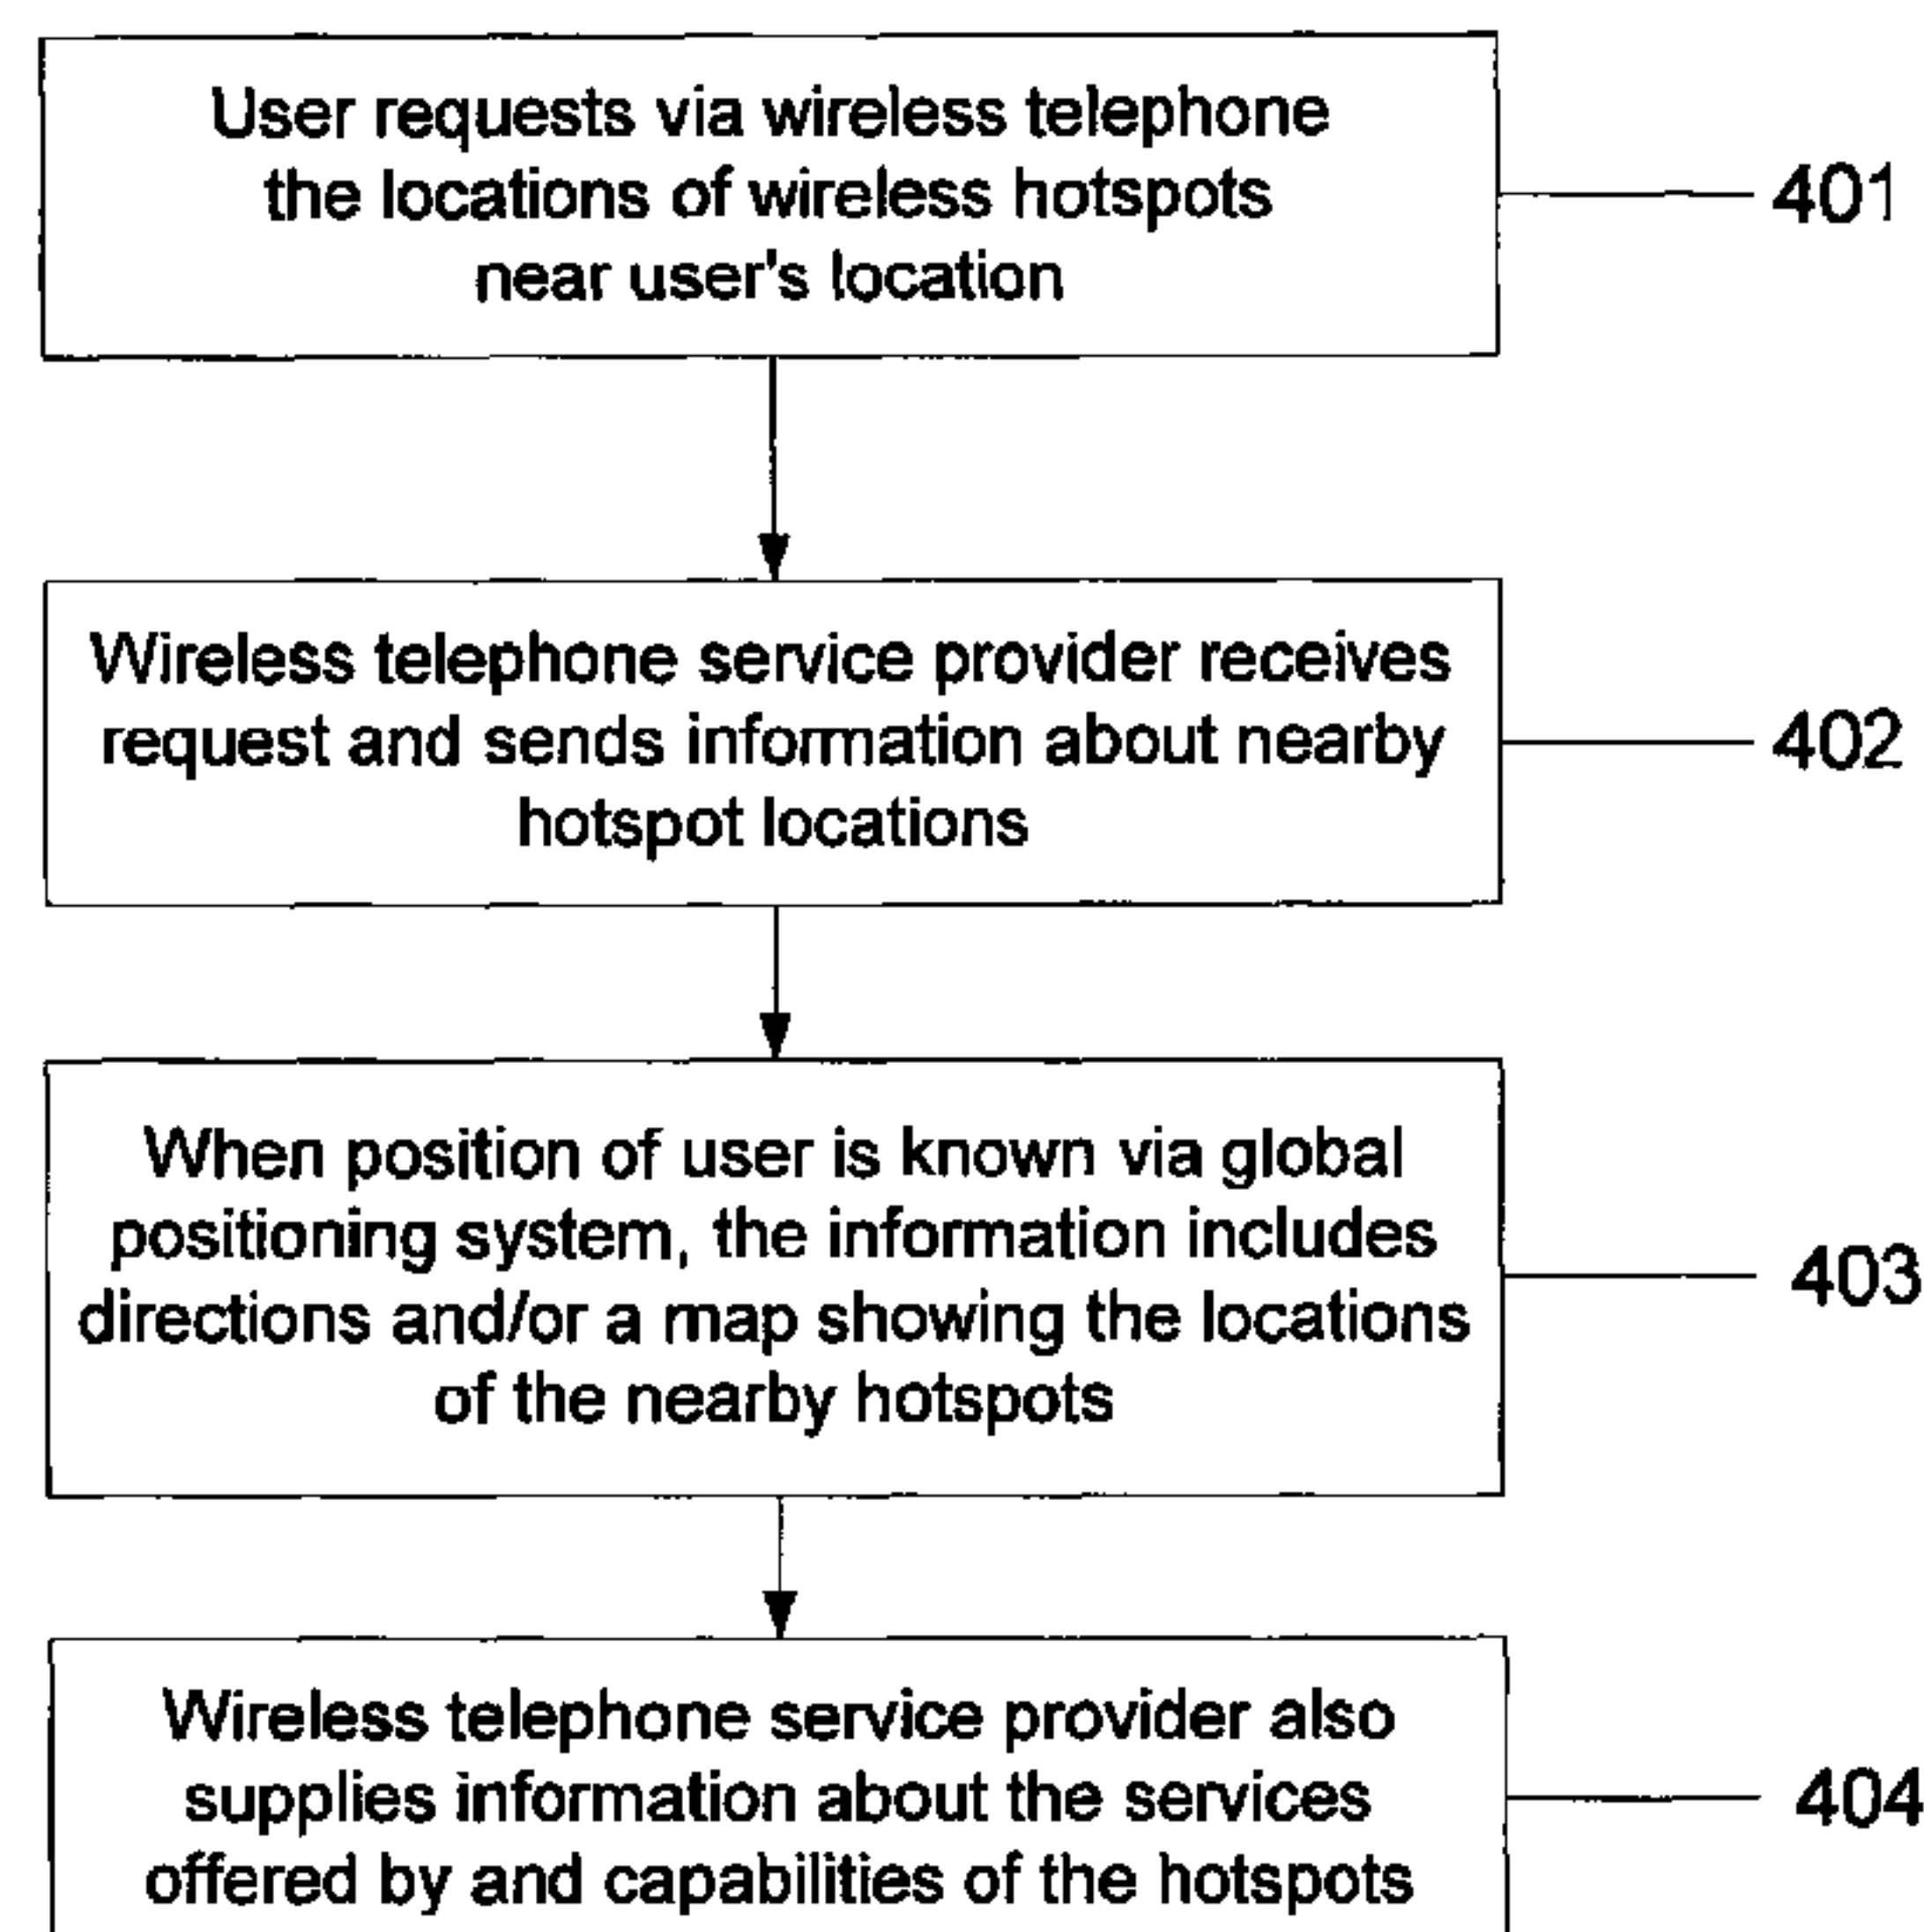 User requests via wireless telephone
the locations of wireless hotspots
near user's location
401
Wireless telephone service provider receives
request and sends information about nearby
hotspot locations
402
When position of user is known via global
positioning system, the information includes
directions and/or a map showing the locations
of the nearby hotspots
403
Wireless telephone service provider also
supplies information about the services
offered by and capabilities of the hotspots
404